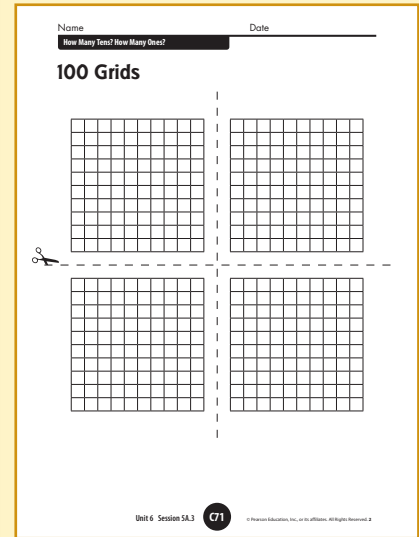 Name Date
How Many Tens? How Many Ones?
100 Grids
Unit 6 Session 5A.3 C71 © Pearson Education, Inc., or its affiliates. All Rights Reserved. 2